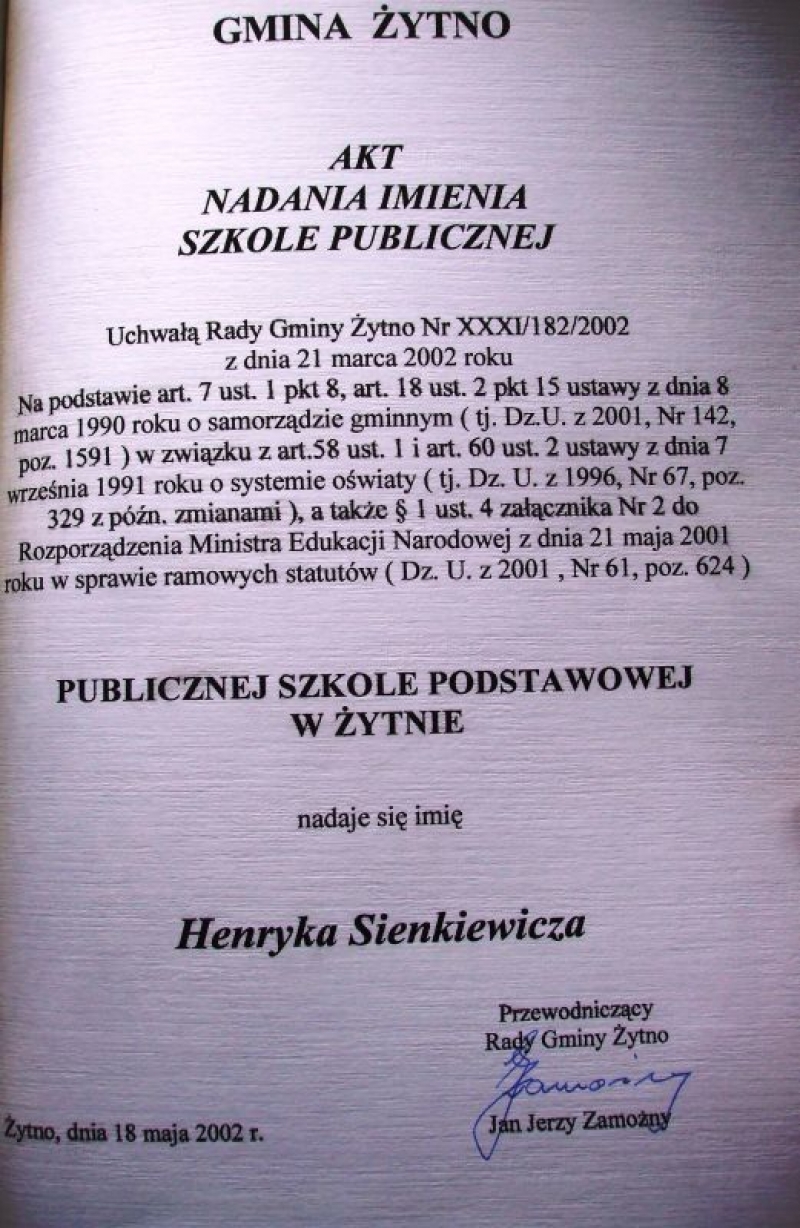 GMINA ŻYTNO
AKT
NADANIA IMIENIA
SZKOLE PUBLICZNEJ
Uchwałą Rady Gminy Żytno Nr XXXI/182/2002
z dnia 21 marca 2002 roku
Na podstawie art. 7 ust. 1 pkt 8, art. 18 ust. 2 pkt 15 ustawy z dnia 8
marca 1990 roku o samorządzie gminnym ( tj. Dz.U. z 2001, Nr 142,
poz. 1591 ) w związku z art.58 ust. 1 i art. 60 ust. 2 ustawy z dnia 7
września 1991 roku o systemie oświaty ( tj. Dz. U. z 1996, Nr 67, poz.
329 z późn. zmianami ), a także § 1 ust. 4 załącznika Nr 2 do
Rozporządzenia Ministra Edukacji Narodowej z dnia 21 maja 2001
roku w sprawie ramowych statutów ( Dz. U. z 2001 , Nr 61, poz. 624 )
PUBLICZNEJ SZKOLE PODSTAWOWEJ
W ŻYTNIE
nadaje się imię
Henryka Sienkiewicza
Przewodniczący
Rady Gminy Żytno
Zamożny
Jan Jerzy Zamożny
Żytno, dnia 18 maja 2002 r.